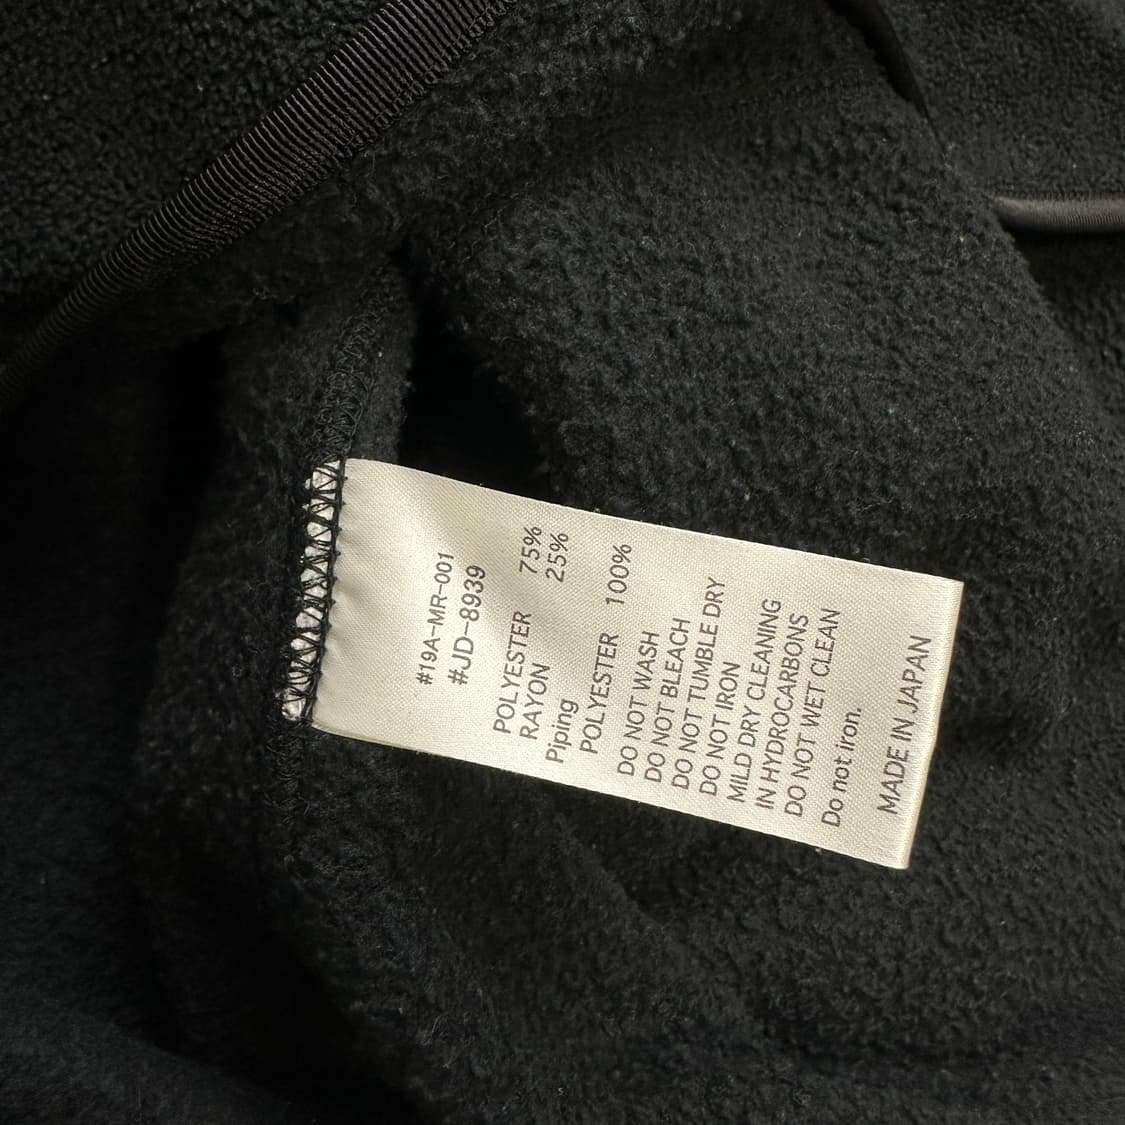 #19A-MR-001
#JD-8939
POLYESTER 75%
RAYON 25%
Piping
POLYESTER 100%
DO NOT WASH
DO NOT BLEACH
DO NOT TUMBLE DRY
DO NOT IRON
MILD DRY CLEANING
IN HYDROCARBONS
DO NOT WET CLEAN
Do not iron.
MADE IN JAPAN